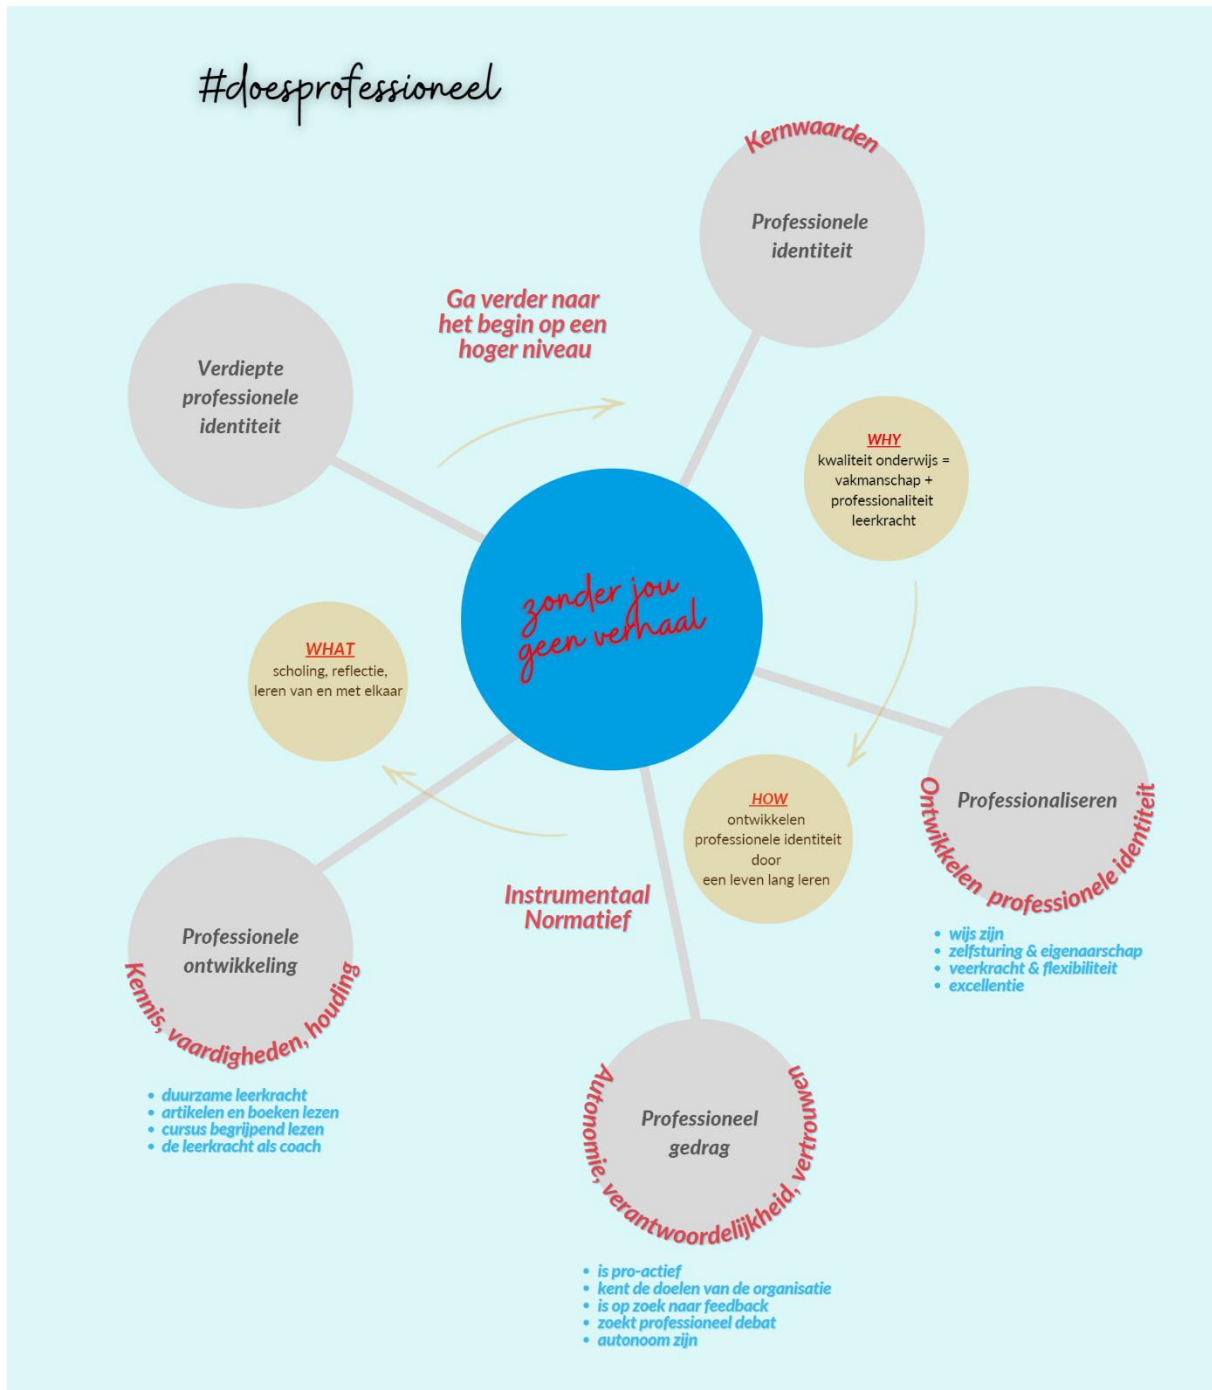 #doesprofessioneel
Kernwaarden
Professionele
identiteit
Ga verder naar
het begin op een
hoger niveau
Verdiepte
professionele
identiteit
WHY
kwaliteit onderwijs =
vakmanschap +
professionaliteit
leerkracht
zonder jou
geen verhaal
WHAT
scholing, reflectie,
leren van en met elkaar
HOW
ontwikkelen
professionele identiteit
door
een leven lang leren
Professionaliseren
Ontwikkelen professionele identiteit
wijs zijn
zelfsturing & eigenaarschap
veerkracht & flexibiliteit
excellentie
Instrumentaal
Normatief
Professionele
ontwikkeling
Kennis, vaardigheden, houding
duurzame leerkracht
artikelen en boeken lezen
cursus begrijpend lezen
de leerkracht als coach
Professioneel
gedrag
Autonomie, verantwoordelijkheid, vertrouwen
is pro-actief
kent de doelen van de organisatie
is op zoek naar feedback
zoekt professioneel debat
autonoom zijn